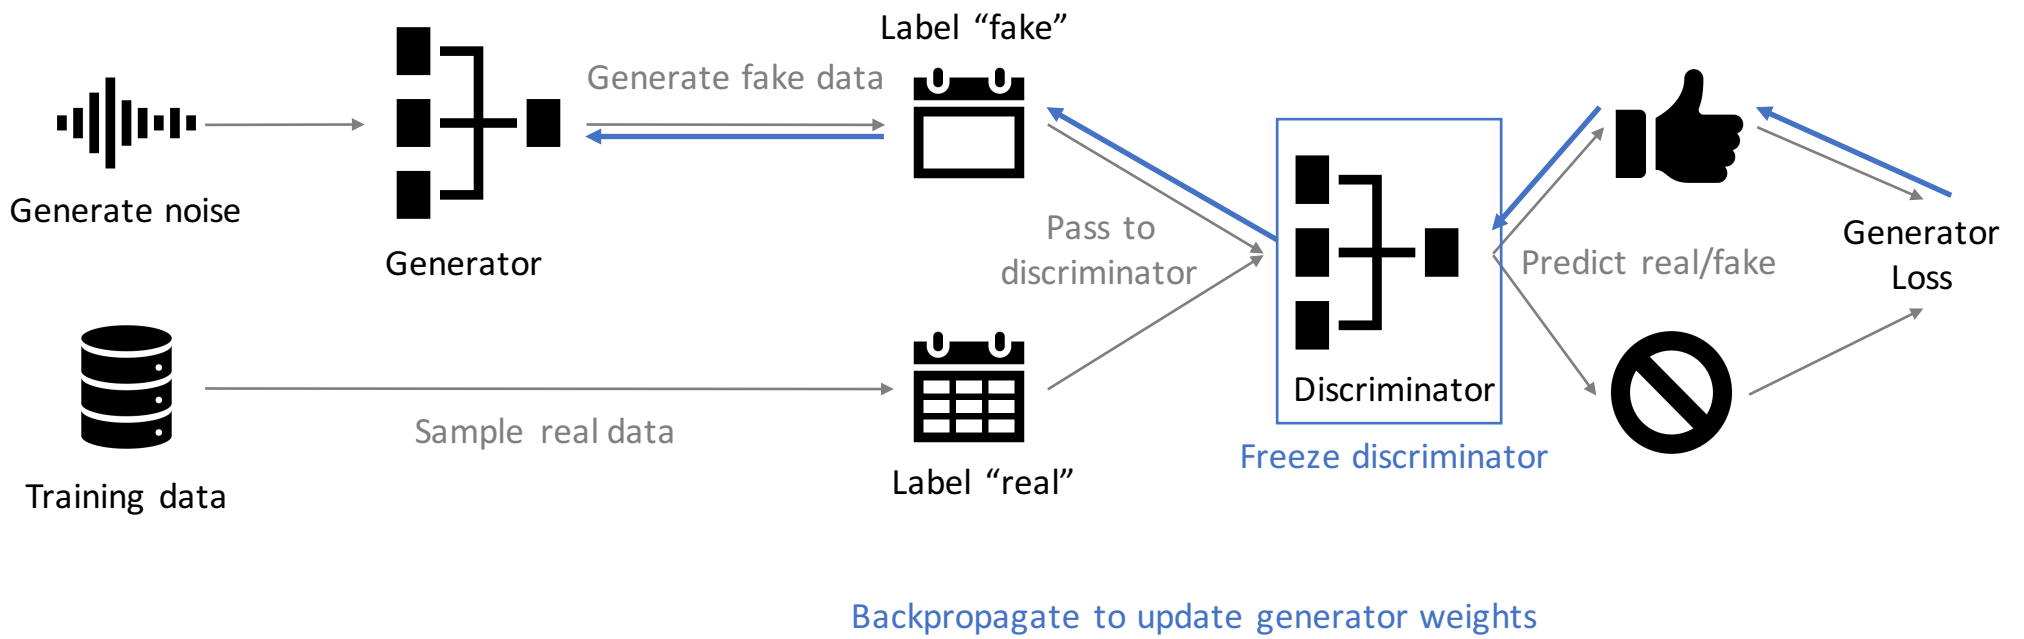 Label “fake”
Generate fake data
Generate noise
Generator
Pass to
discriminator
Predict real/fake
Generator
Loss
Discriminator
Freeze discriminator
Sample real data
Label “real”
Training data
Backpropagate to update generator weights